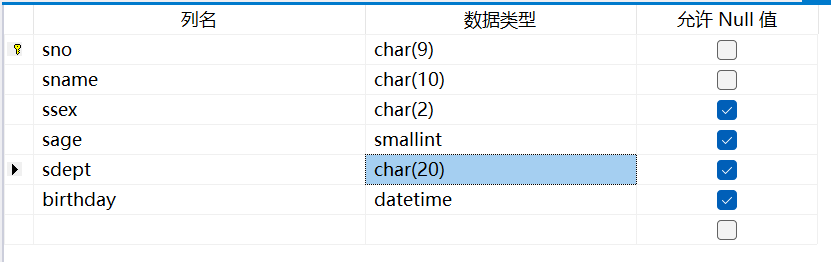 列名 数据类型 允许 Null 值
sno char(9)
sname char(10)
ssex char(2)
sage smallint
sdept char(20)
birthday datetime